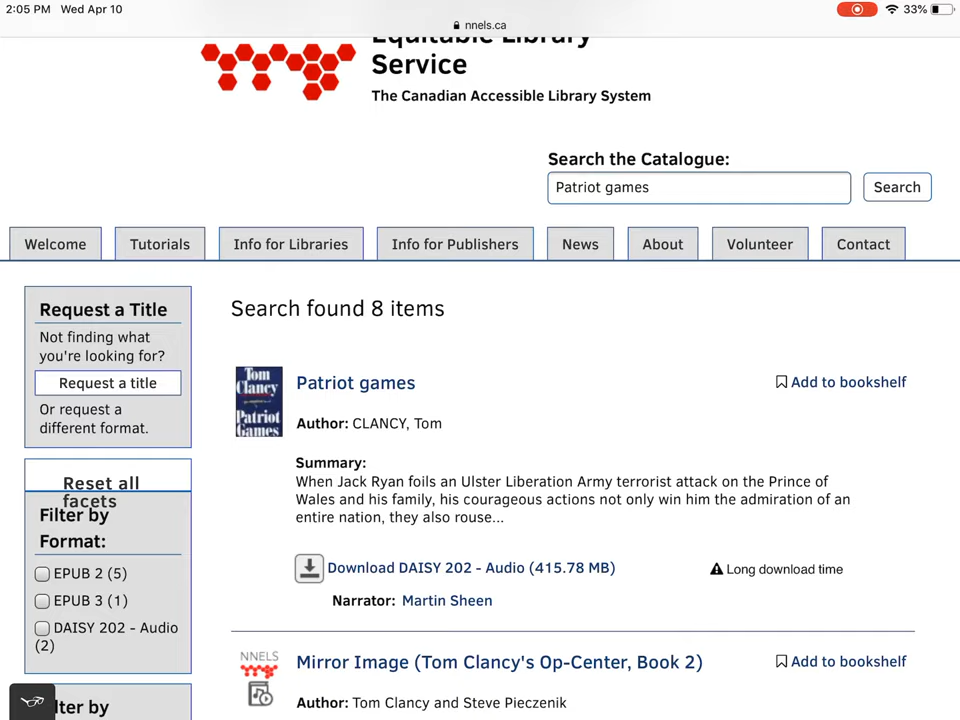 2:05 PM Wed Apr 10
33%
nnels.ca
Equitable Library
Service
The Canadian Accessible Library System
Search the Catalogue:
Patriot games
Search
Welcome
Tutorials
Info for Libraries
Info for Publishers
News
About
Volunteer
Contact
Request a Title
Not finding what
you're looking for?
Request a title
Or request a
different format.
Reset all
facets
Filter by
Format:
EPUB 2 (5)
EPUB 3 (1)
DAISY 202 - Audio
(2)
lter by
Search found 8 items
Tom
Clancy
Patriot
Games
Patriot games
Add to bookshelf
Author: CLANCY, Tom
Summary:
When Jack Ryan foils an Ulster Liberation Army terrorist attack on the Prince of
Wales and his family, his courageous actions not only win him the admiration of an
entire nation, they also rouse...
Download DAISY 202 - Audio (415.78 MB)
Long download time
Narrator: Martin Sheen
NNELS
Mirror Image (Tom Clancy's Op-Center, Book 2)
Add to bookshelf
Author: Tom Clancy and Steve Pieczenik